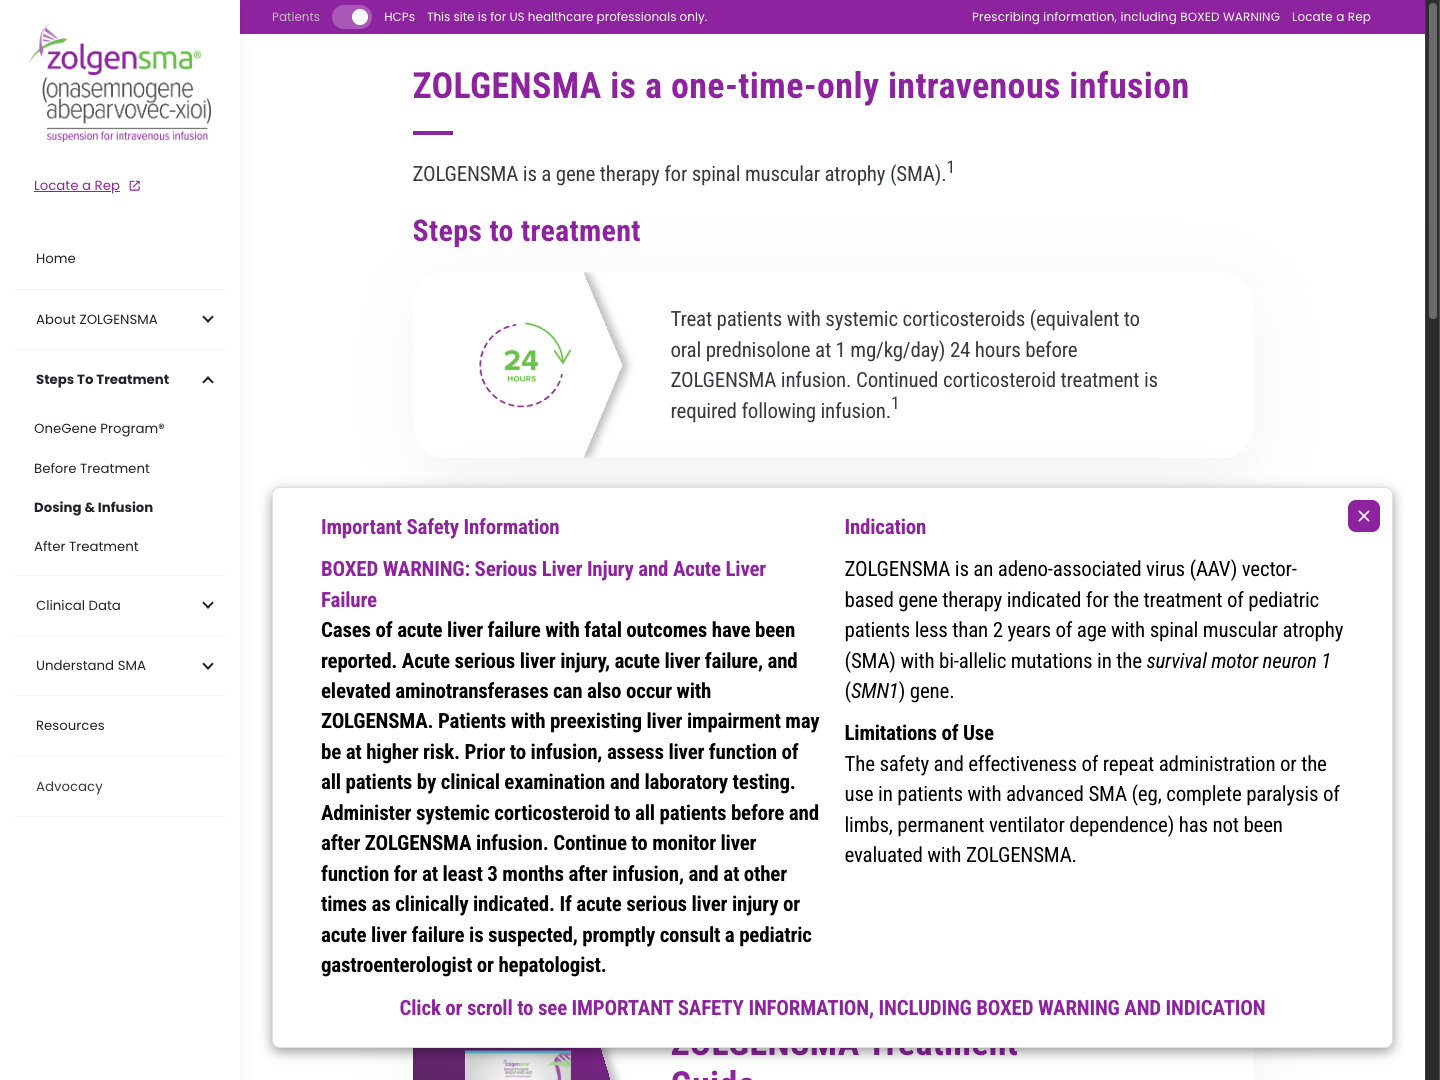 Patients HCPs This site is for US healthcare professionals only. Prescribing information, including BOXED WARNING Locate a Rep
zolgensma®
(onasemnogene
abeparvovec-xioi)
suspension for intravenous infusion
Locate a Rep
Home
About ZOLGENSMA
Steps To Treatment
OneGene Program®
Before Treatment
Dosing & Infusion
After Treatment
Clinical Data
Understand SMA
Resources
Advocacy
ZOLGENSMA is a one-time-only intravenous infusion
ZOLGENSMA is a gene therapy for spinal muscular atrophy (SMA).1
Steps to treatment
24
HOURS
Treat patients with systemic corticosteroids (equivalent to
oral prednisolone at 1 mg/kg/day) 24 hours before
ZOLGENSMA infusion. Continued corticosteroid treatment is
required following infusion.1
Important Safety Information
BOXED WARNING: Serious Liver Injury and Acute Liver
Failure
Cases of acute liver failure with fatal outcomes have been
reported. Acute serious liver injury, acute liver failure, and
elevated aminotransferases can also occur with
ZOLGENSMA. Patients with preexisting liver impairment may
be at higher risk. Prior to infusion, assess liver function of
all patients by clinical examination and laboratory testing.
Administer systemic corticosteroid to all patients before and
after ZOLGENSMA infusion. Continue to monitor liver
function for at least 3 months after infusion, and at other
times as clinically indicated. If acute serious liver injury or
acute liver failure is suspected, promptly consult a pediatric
gastroenterologist or hepatologist.
Indication
ZOLGENSMA is an adeno-associated virus (AAV) vector-
based gene therapy indicated for the treatment of pediatric
patients less than 2 years of age with spinal muscular atrophy
(SMA) with bi-allelic mutations in the survival motor neuron 1
(SMN1) gene.
Limitations of Use
The safety and effectiveness of repeat administration or the
use in patients with advanced SMA (eg, complete paralysis of
limbs, permanent ventilator dependence) has not been
evaluated with ZOLGENSMA.
Click or scroll to see IMPORTANT SAFETY INFORMATION, INCLUDING BOXED WARNING AND INDICATION
zolgensma
ZOLGENSMA Treatment
Guide